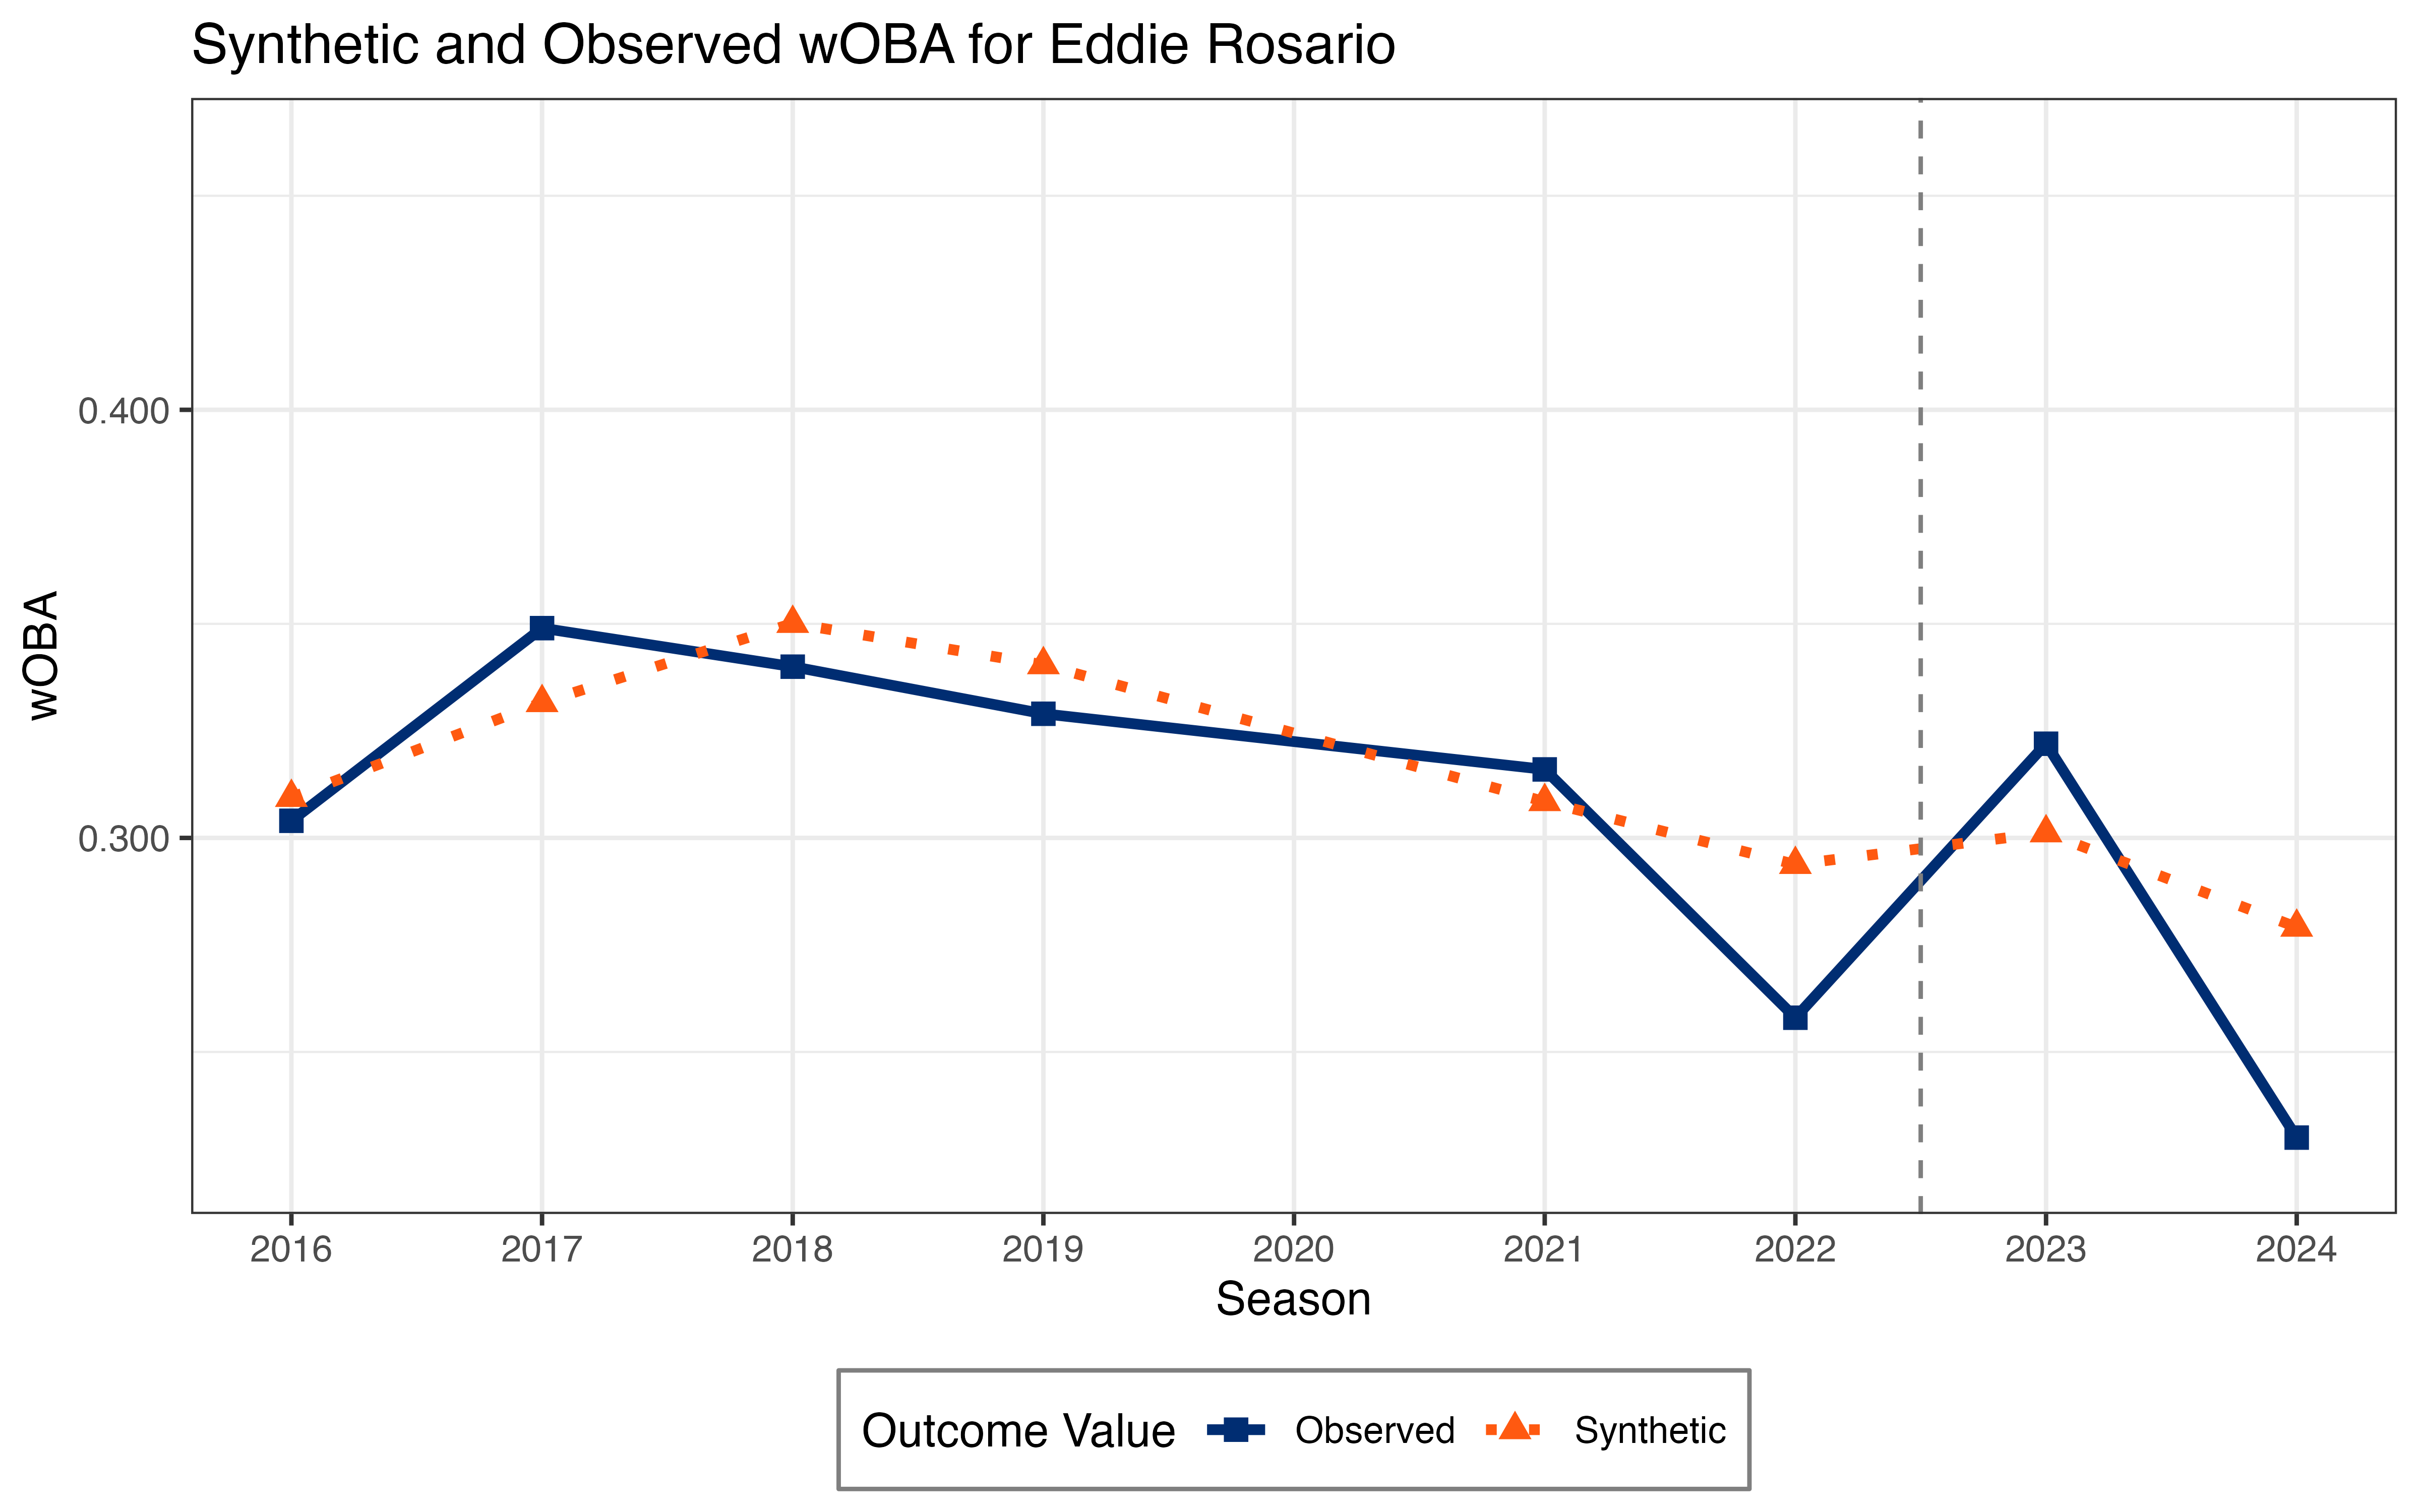 Synthetic and Observed wOBA for Eddie Rosario
wOBA
0.400
0.300
2016 2017 2018 2019 2020 2021 2022 2023 2024
Season
Outcome Value Observed Synthetic